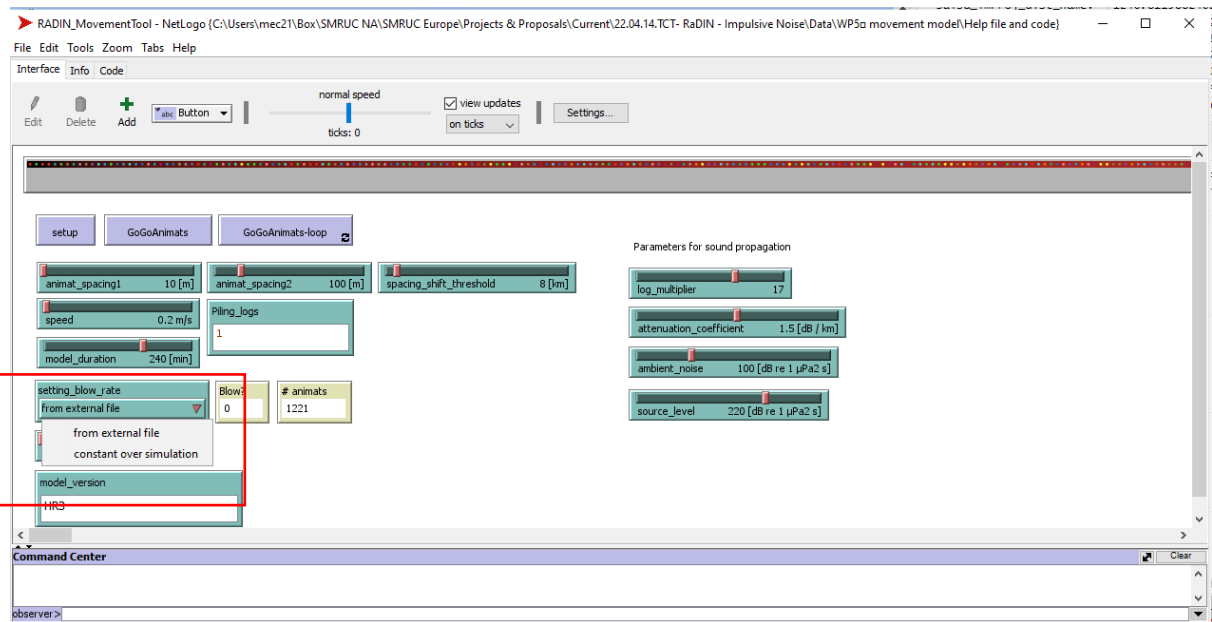 RADIN_MovementTool - NetLogo {C:\Users\mec21\Box\SMRUC NA\SMRUC Europe\Projects & Proposals\Current\22.04.14.TCT- RaDIN - Impulsive Noise\Data\WP5α movement model\Help file and code}
File Edit Tools Zoom Tabs Help
Interface Info Code
normal speed
view updates
Edit Delete Add abc Button Settings...
ticks: 0 on ticks
setup GoGoAnimats GoGoAnimats-loop
Parameters for sound propagation
animat_spacing1 10 [m] animat_spacing2 100 [m] spacing_shift_threshold 8 [km]
log_multiplier 17
speed 0.2 m/s
Piling_logs
1
attenuation_coefficient 1.5 [dB / km]
model_duration 240 [min]
ambient_noise 100 [dB re 1 µPa2 s]
setting_blow_rate Blow? # animats
from external file 0 1221
source_level 220 [dB re 1 µPa2 s]
from external file
constant over simulation
model_version
HR3
Command Center Clear
observer>